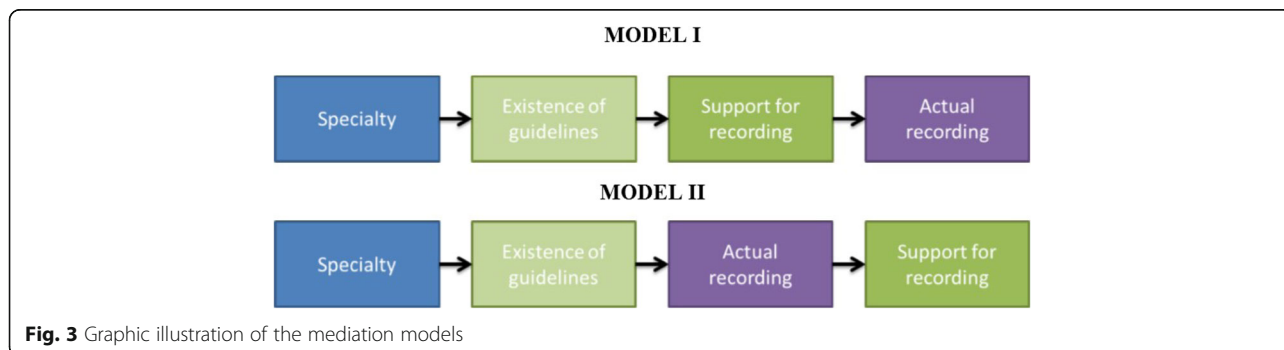 MODEL I
Specialty
Existence of
guidelines
Support for
recording
Actual
recording
MODEL II
Specialty
Existence of
guidelines
Actual
recording
Support for
recording
Fig. 3 Graphic illustration of the mediation models